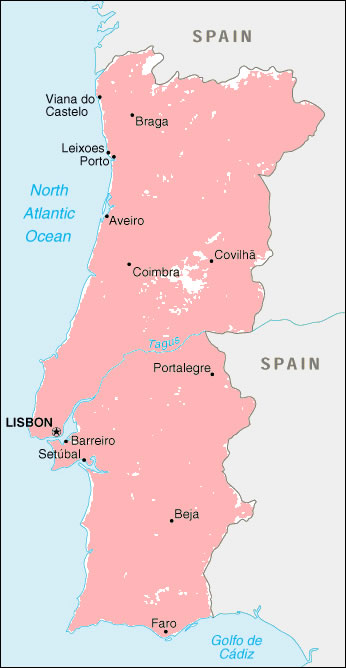 SPAIN
Viana do
Castelo
Braga
Leixoes
Porto
North
Atlantic
Ocean
Aveiro
Covilhã
Coimbra
Tagus
SPAIN
Portalegre
LISBON
Barreiro
Setúbal
Beja
Faro
Golfo de
Cádiz